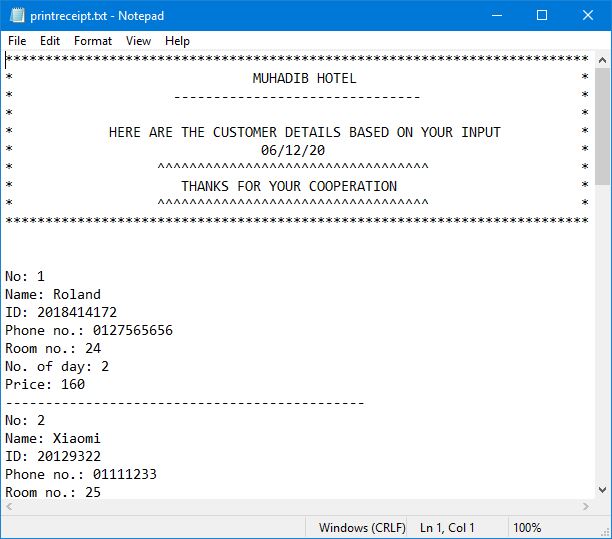 printreceipt.txt - Notepad
File Edit Format View Help
*************************************************************************
* MUHADIB HOTEL *
* ------------------------------- *
* *
* HERE ARE THE CUSTOMER DETAILS BASED ON YOUR INPUT *
* 06/12/20 *
* ^^^^^^^^^^^^^^^^^^^^^^^^^^^^^^^^^^ *
* THANKS FOR YOUR COOPERATION *
* ^^^^^^^^^^^^^^^^^^^^^^^^^^^^^^^^^^ *
*************************************************************************
No: 1
Name: Roland
ID: 2018414172
Phone no.: 0127565656
Room no.: 24
No. of day: 2
Price: 160
---------------------------------------------
No: 2
Name: Xiaomi
ID: 20129322
Phone no.: 01111233
Room no.: 25
Windows (CRLF) Ln 1, Col 1 100%